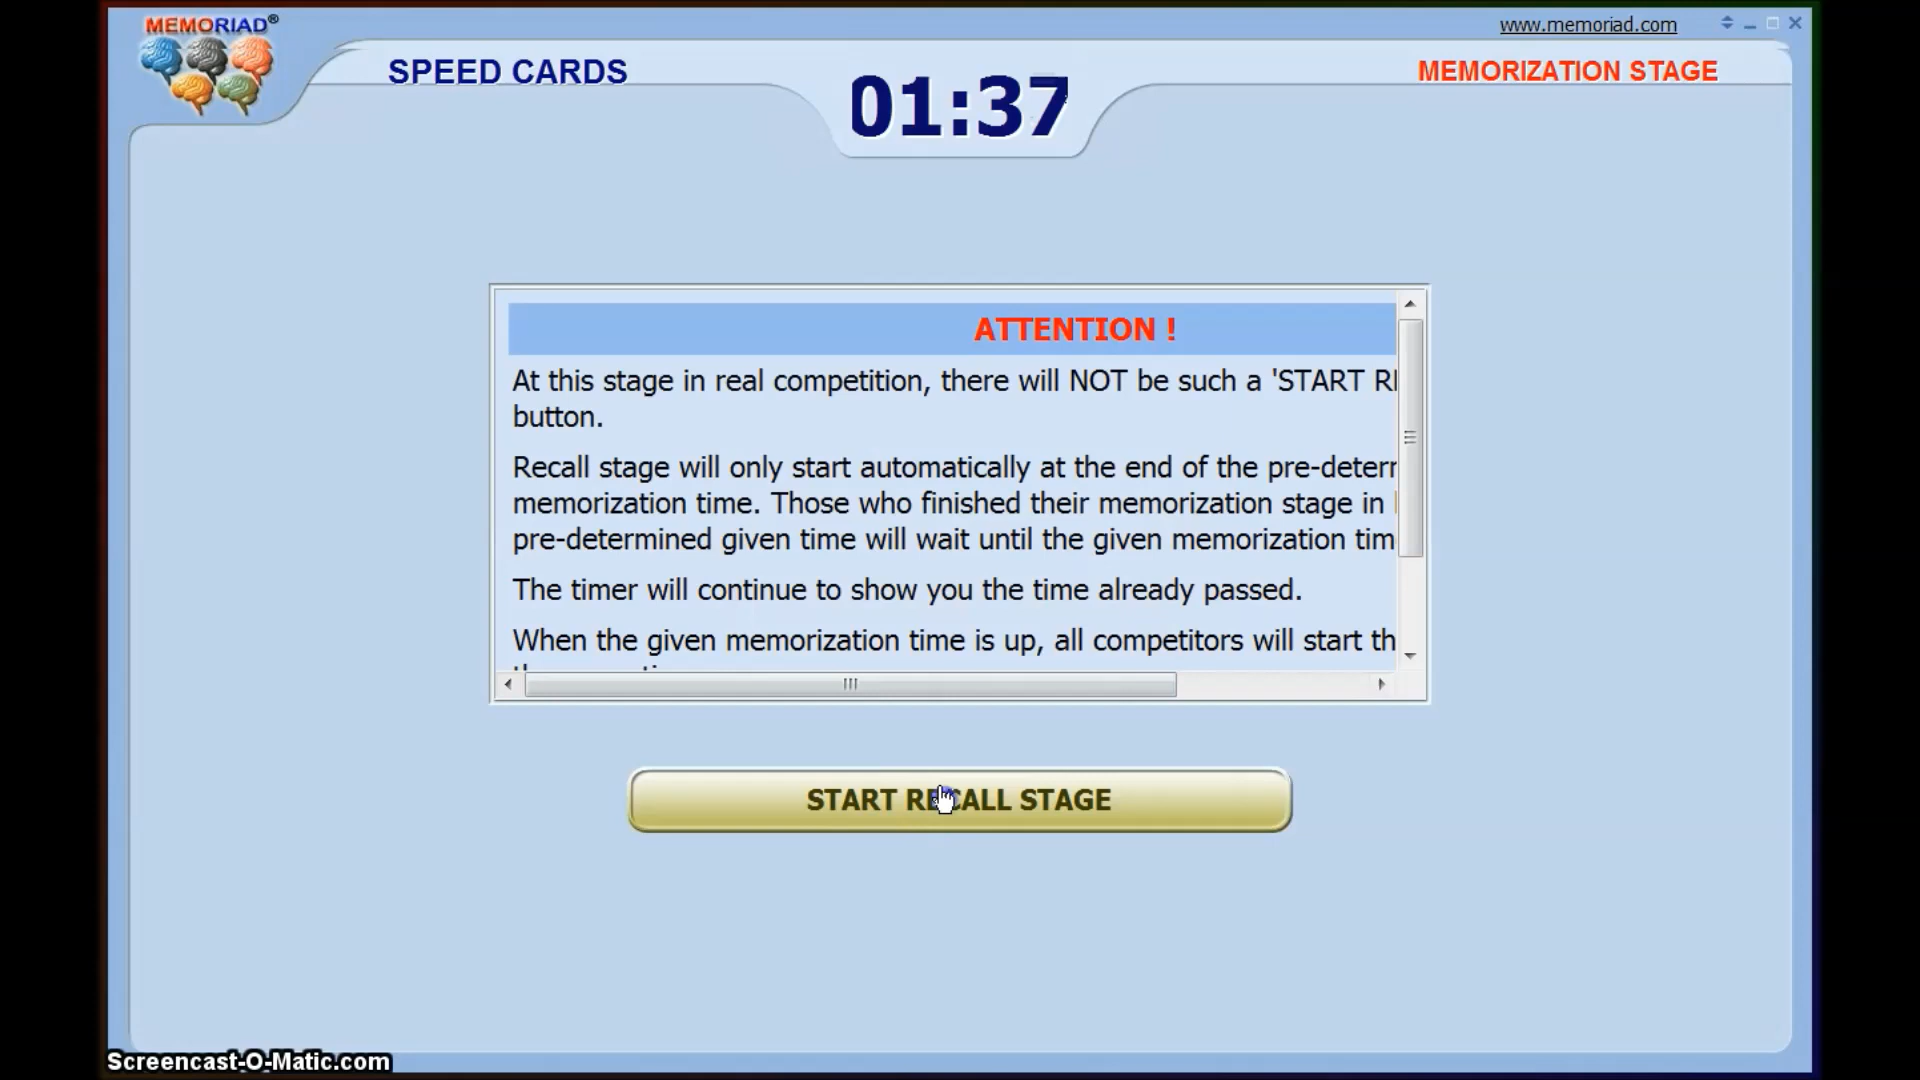 MEMORIAD®
www.memoriad.com
SPEED CARDS
01:37
MEMORIZATION STAGE
ATTENTION !
At this stage in real competition, there will NOT be such a 'START
button.
Recall stage will only start automatically at the end of the
memorization time. Those who finished their memorization stage in
pre-determined given time will wait until the given memorization
The timer will continue to show you the time already passed.
When the given memorization time is up, all competitors will start
START RECALL STAGE
Screencast-O-Matic.com